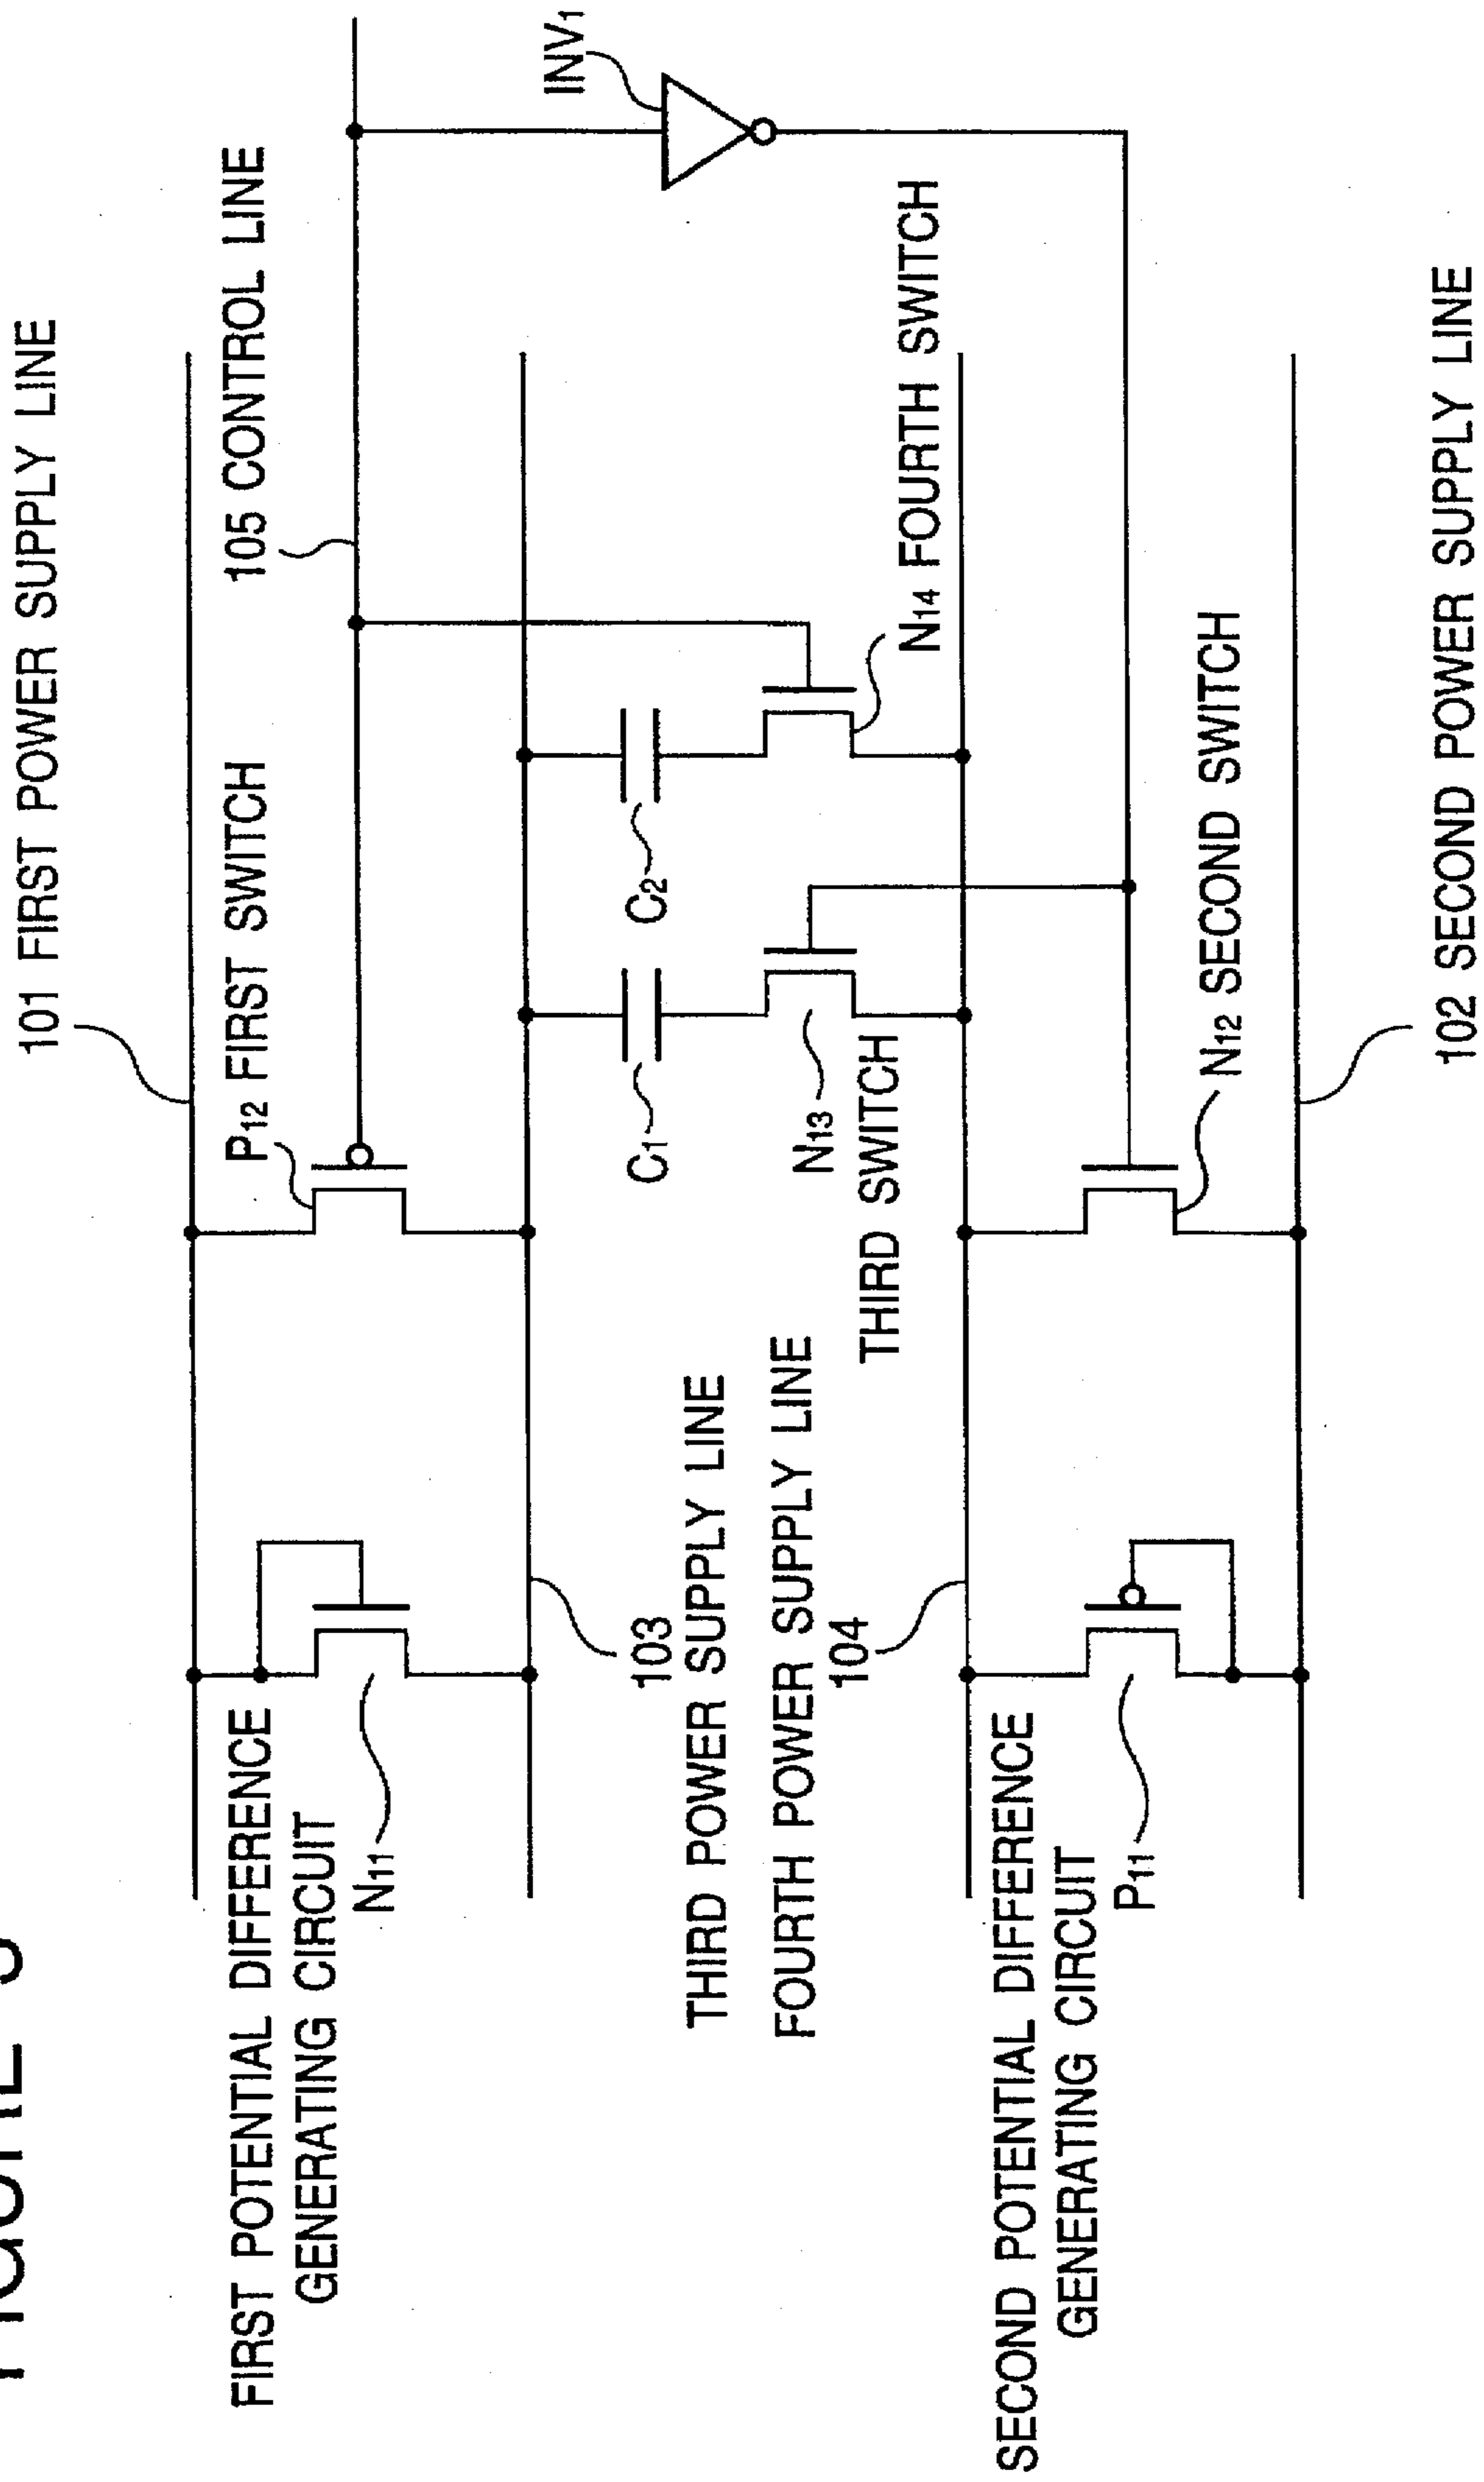 101 FIRST POWER SUPPLY LINE
105 CONTROL LINE
P12 FIRST SWITCH
INV1
FIRST POTENTIAL DIFFERENCE
GENERATING CIRCUIT
N11
103
THIRD POWER SUPPLY LINE
C1
C2
N13
THIRD SWITCH
N14 FOURTH SWITCH
FOURTH POWER SUPPLY LINE
104
SECOND POTENTIAL DIFFERENCE
GENERATING CIRCUIT
P11
N12 SECOND SWITCH
102 SECOND POWER SUPPLY LINE